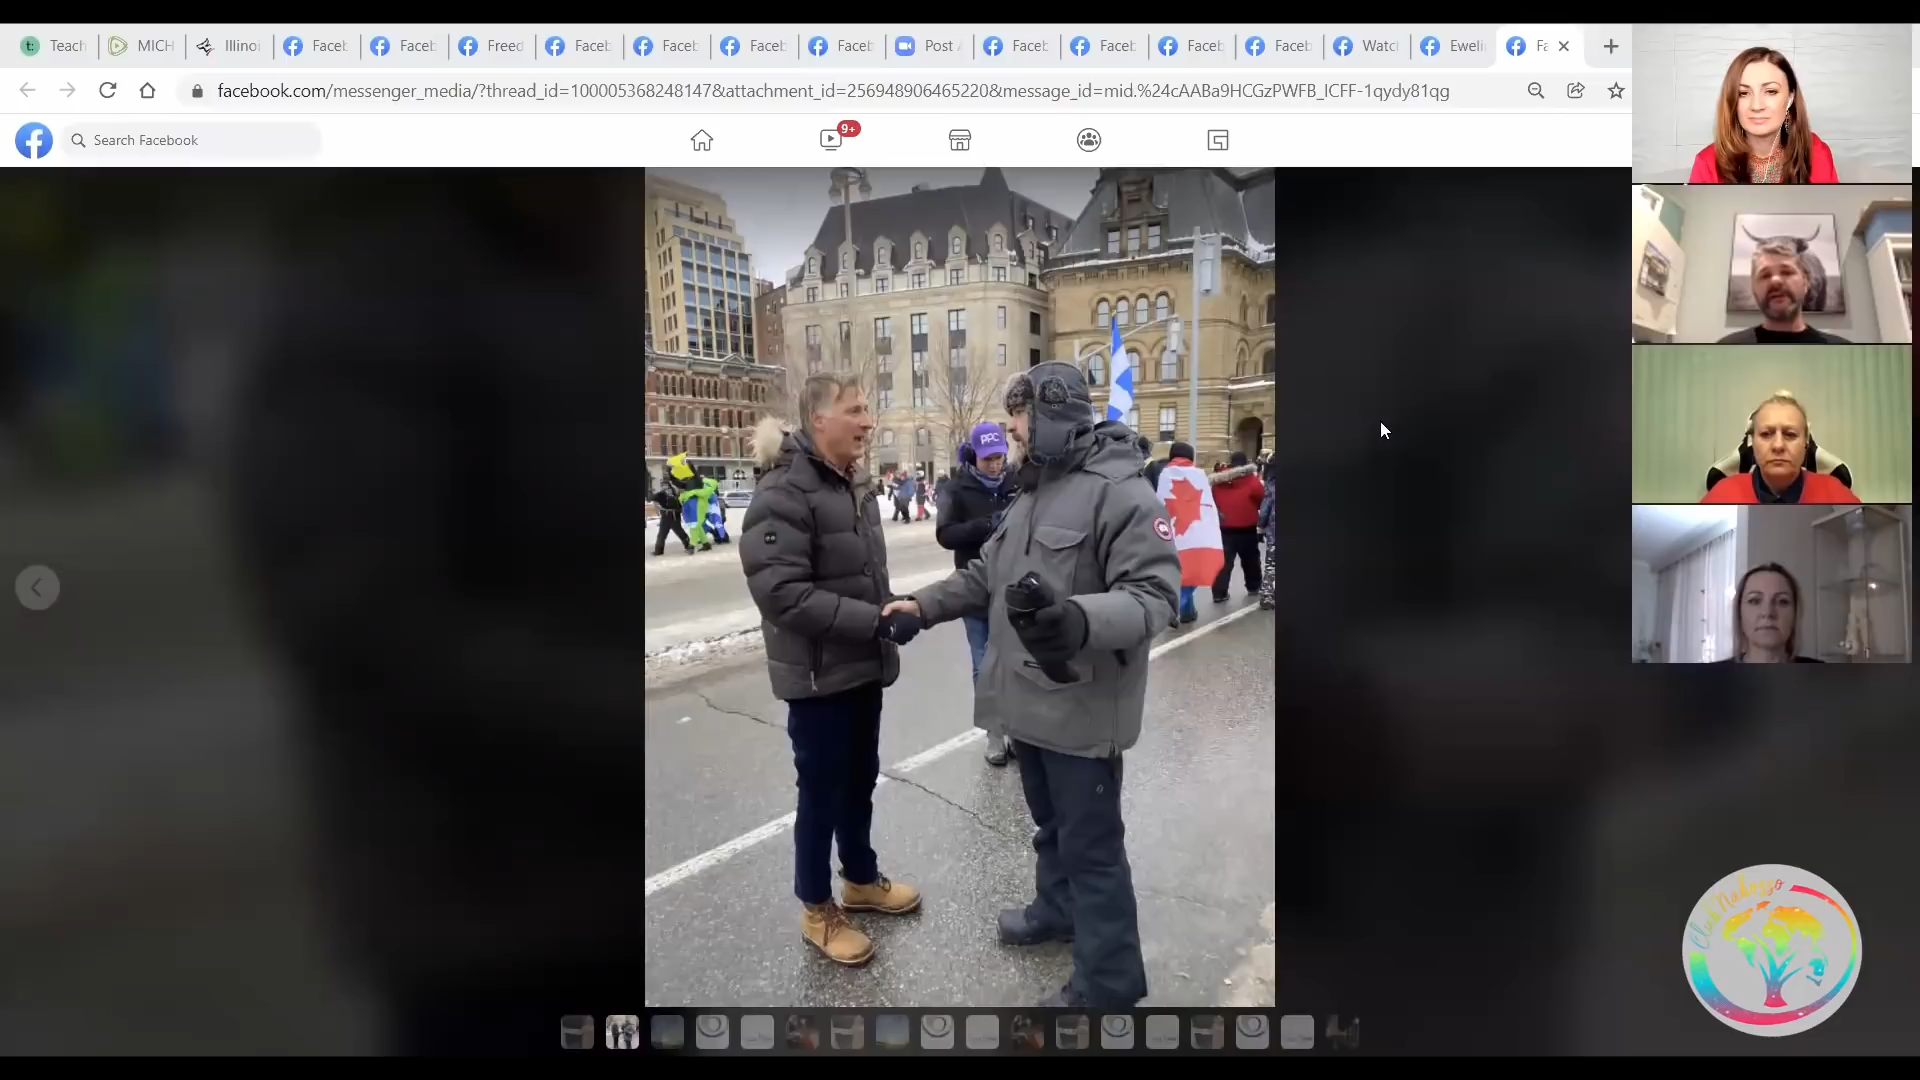 Teach
MICH
Illinoi
Faceb
Faceb
Freed
Faceb
Faceb
Faceb
Faceb
Post
Faceb
Faceb
Faceb
Faceb
Watc
Eweli
Fa
facebook.com/messenger_media/?thread_id=100005368248147&attachment_id=256948906465220&message_id=mid.%24cAABa9HCGzPWFB_ICFF-1qydy81qg
Search Facebook
9+
PPC